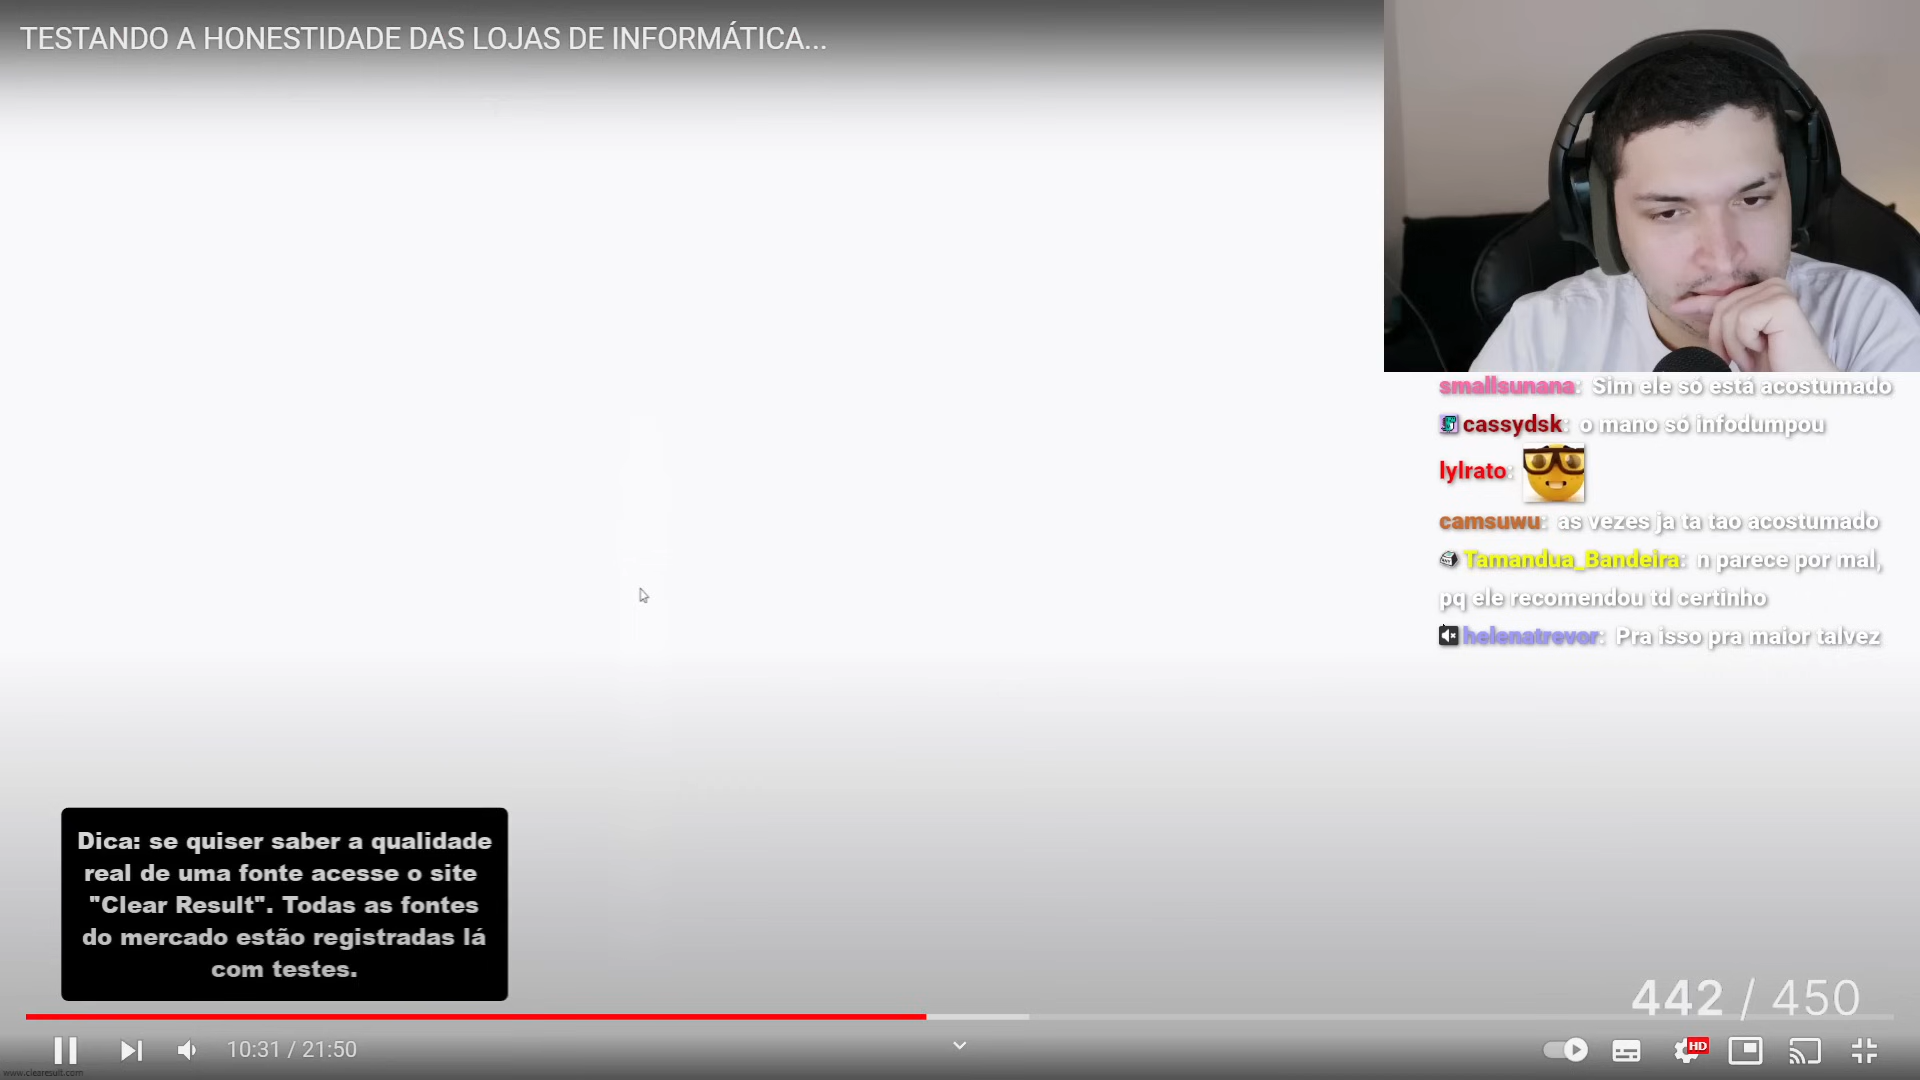 TESTANDO A HONESTIDADE DAS LOJAS DE INFORMÁTICA...
smallsunana: Sim ele só está acostumado
cassydsk: o mano só infodumpou
lylrato:
camsuwu: as vezes ja ta tao acostumado
Tamandua_Bandeira: n parece por mal,
pq ele recomendou td certinho
helenatrevor: Pra isso pra maior talvez
Dica: se quiser saber a qualidade
real de uma fonte acesse o site
"Clear Result". Todas as fontes
do mercado estão registradas lá
com testes.
442 / 450
10:31 / 21:50
HD
www.clearesult.com